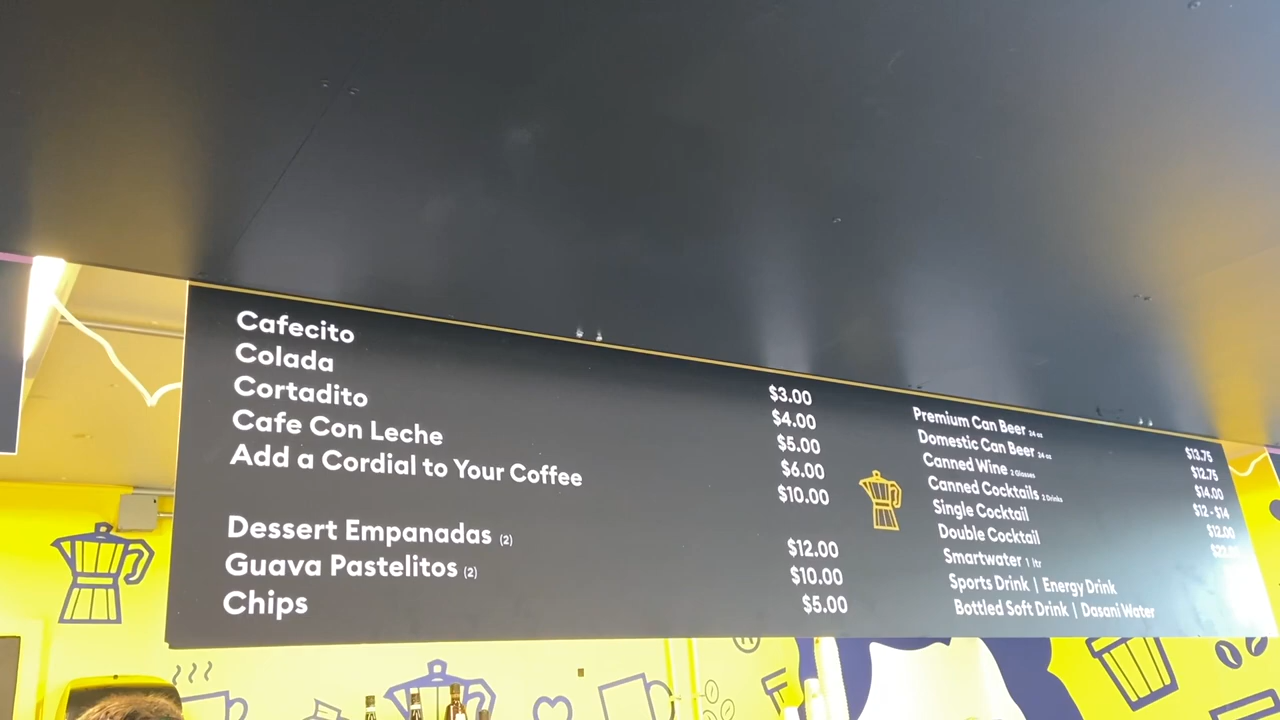 Cafecito $3.00
Colada $4.00
Cortadito $5.00
Cafe Con Leche $6.00
Add a Cordial to Your Coffee $10.00
Dessert Empanadas (2) $12.00
Guava Pastelitos (2) $10.00
Chips $5.00
Premium Can Beer 24 oz $13.75
Domestic Can Beer 24 oz $12.75
Canned Wine 2 Glasses $14.00
Canned Cocktails 2 Drinks $12 - $14
Single Cocktail $12.00
Double Cocktail
Smartwater 1 ltr
Sports Drink | Energy Drink
Bottled Soft Drink | Dasani Water